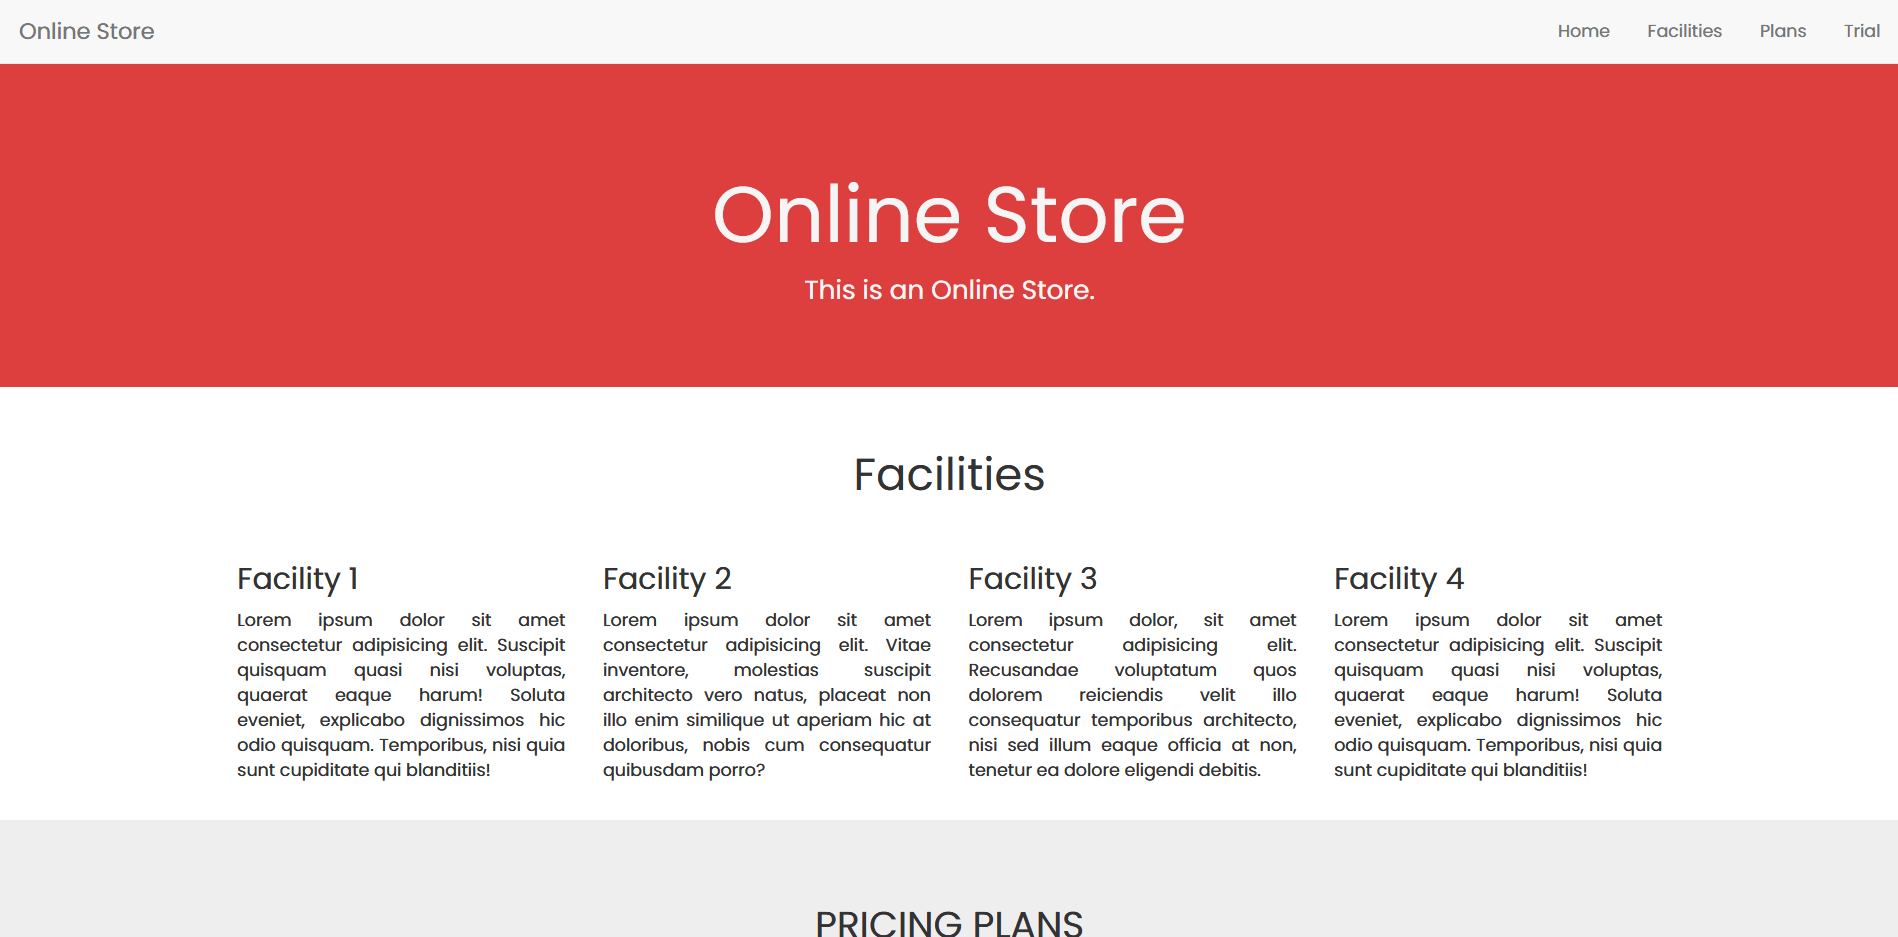 Online Store
Home Facilities Plans Trial
Online Store
This is an Online Store.
Facilities
Facility 1
Lorem ipsum dolor sit amet
consectetur adipisicing elit. Suscipit
quisquam quasi nisi voluptas,
quaerat eaque harum! Soluta
eveniet, explicabo dignissimos hic
odio quisquam. Temporibus, nisi quia
sunt cupiditate qui blanditiis!
Facility 2
Lorem ipsum dolor sit amet
consectetur adipisicing elit. Vitae
inventore, molestias suscipit
architecto vero natus, placeat non
illo enim similique ut aperiam hic at
doloribus, nobis cum consequatur
quibusdam porro?
Facility 3
Lorem ipsum dolor, sit amet
consectetur adipisicing elit.
Recusandae voluptatum quos
dolorem reiciendis velit illo
consequatur temporibus architecto,
nisi sed illum eaque officia at non,
tenetur ea dolore eligendi debitis.
Facility 4
Lorem ipsum dolor sit amet
consectetur adipisicing elit. Suscipit
quisquam quasi nisi voluptas,
quaerat eaque harum! Soluta
eveniet, explicabo dignissimos hic
odio quisquam. Temporibus, nisi quia
sunt cupiditate qui blanditiis!
PRICING PLANS